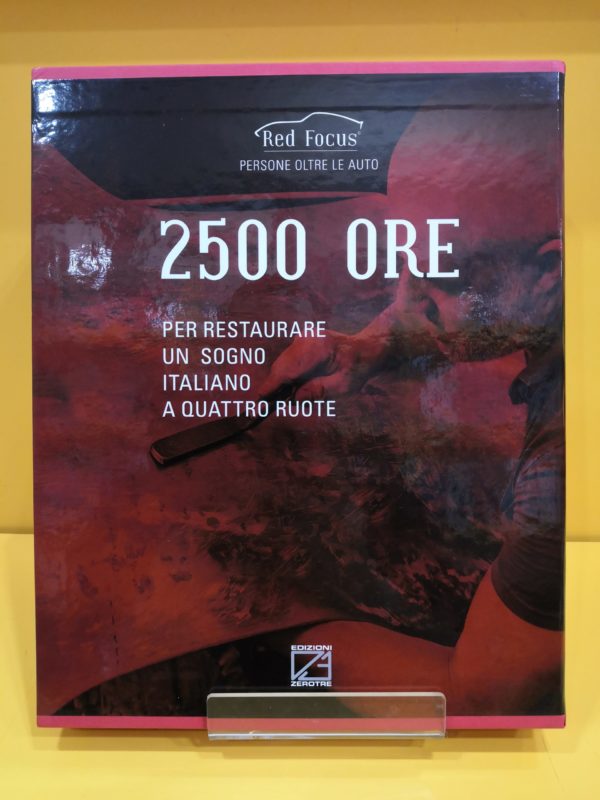 Red Focus
PERSONE OLTRE LE AUTO
2500 ORE
PER RESTAURARE
UN SOGNO
ITALIANO
A QUATTRO RUOTE
EDIZIONI
ZEROTRE